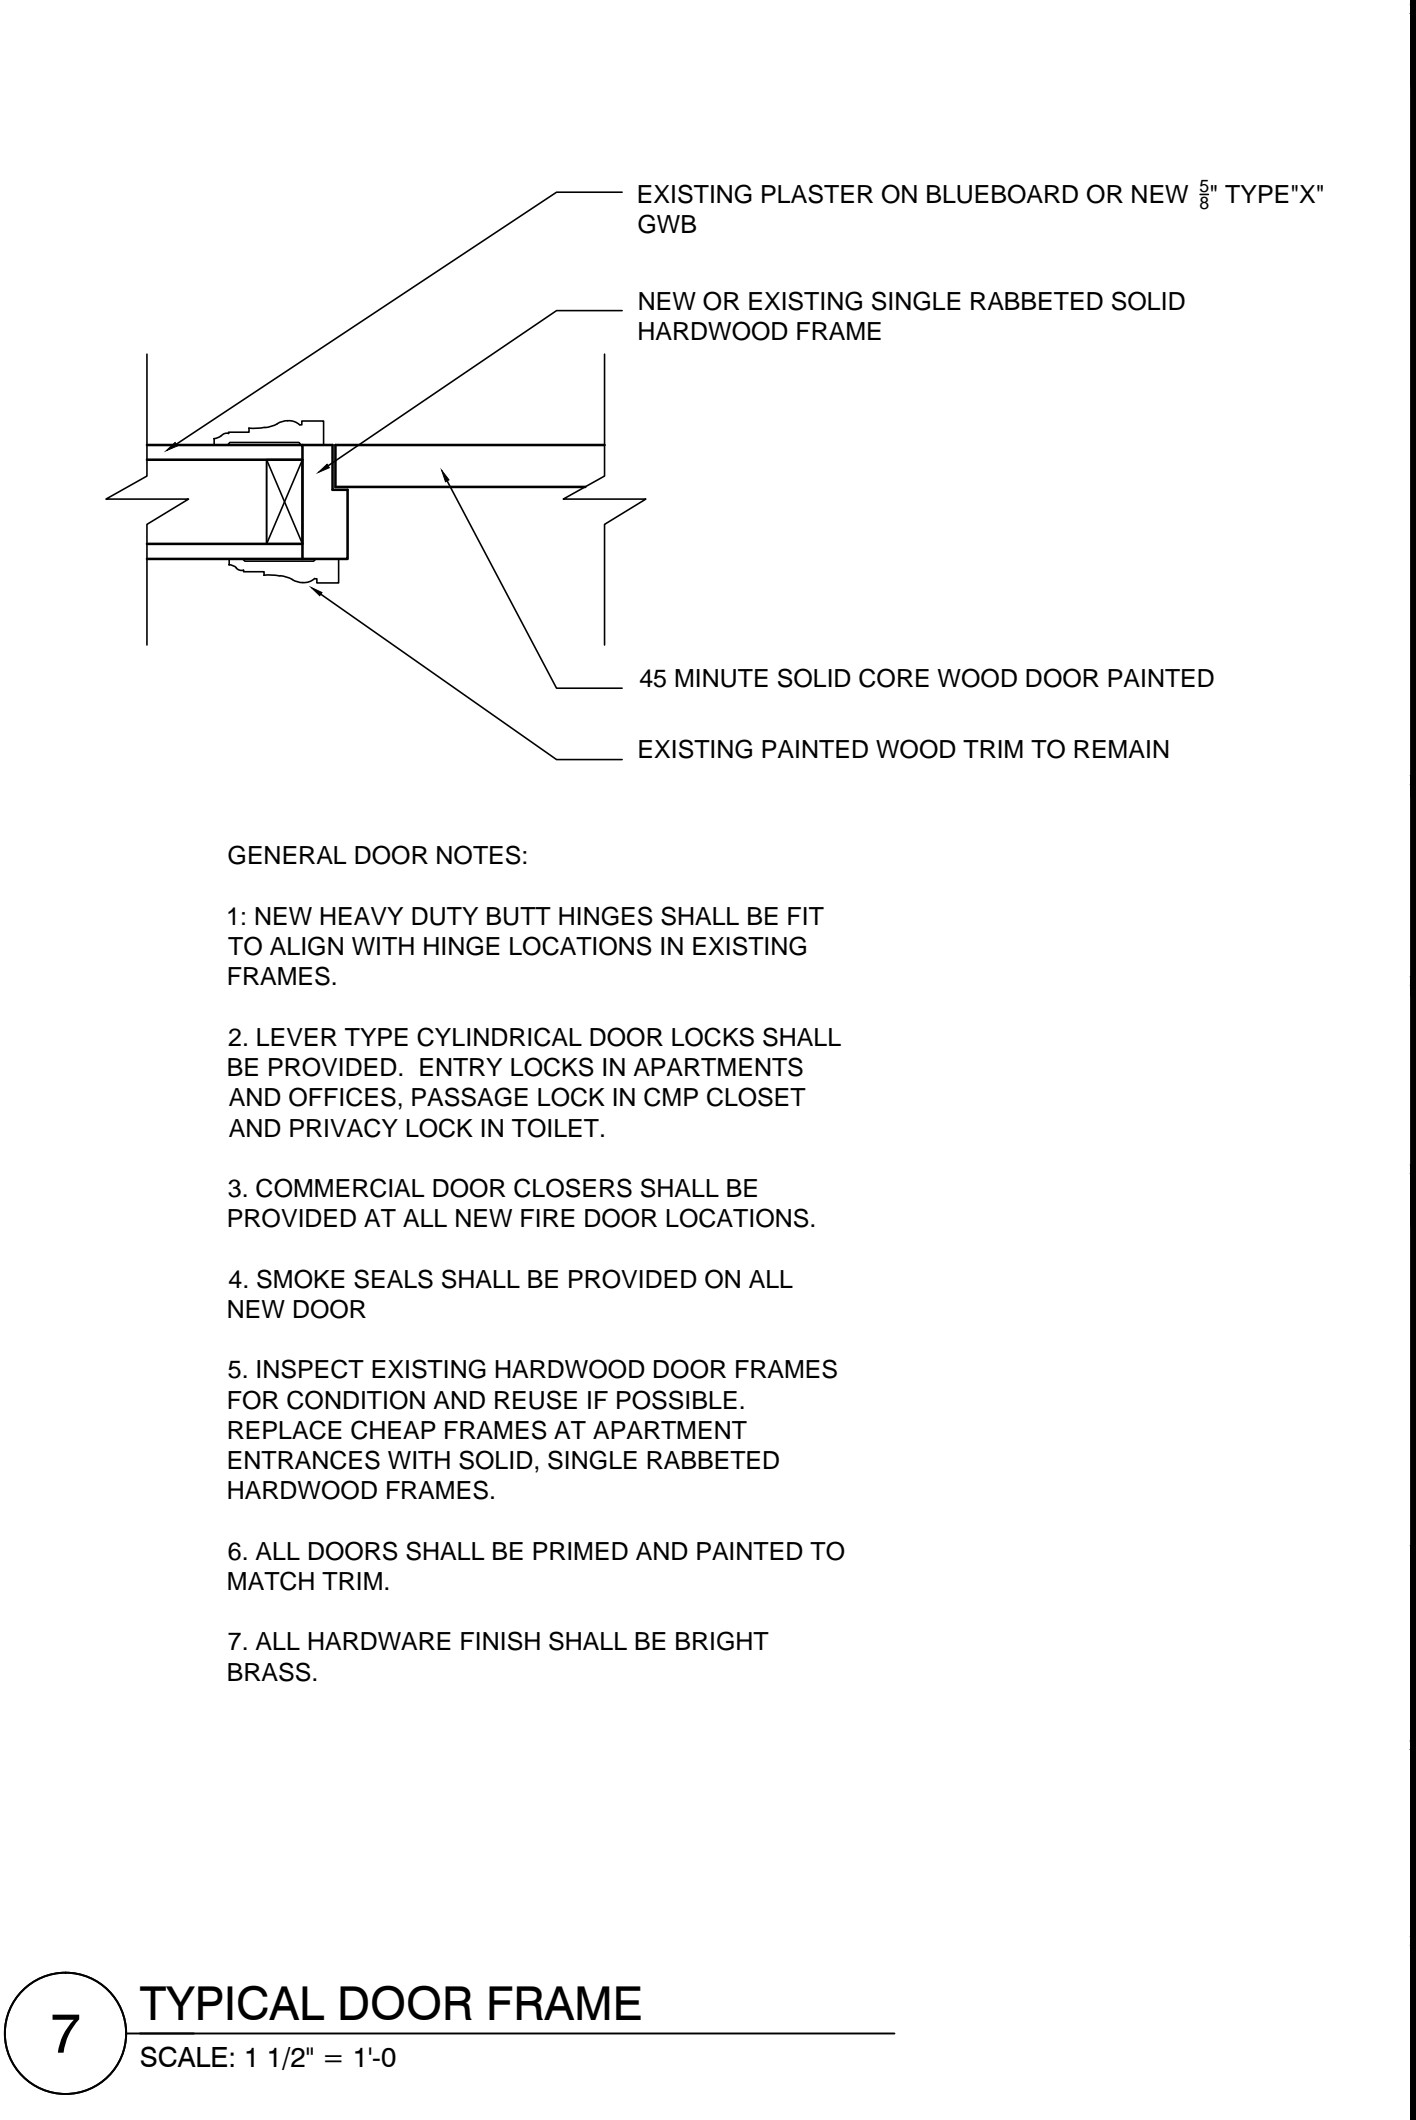 EXISTING PLASTER ON BLUEBOARD OR NEW 5/8" TYPE"X"
GWB
NEW OR EXISTING SINGLE RABBETED SOLID
HARDWOOD FRAME
45 MINUTE SOLID CORE WOOD DOOR PAINTED
EXISTING PAINTED WOOD TRIM TO REMAIN
GENERAL DOOR NOTES:
1: NEW HEAVY DUTY BUTT HINGES SHALL BE FIT
TO ALIGN WITH HINGE LOCATIONS IN EXISTING
FRAMES.
2. LEVER TYPE CYLINDRICAL DOOR LOCKS SHALL
BE PROVIDED.  ENTRY LOCKS IN APARTMENTS
AND OFFICES, PASSAGE LOCK IN CMP CLOSET
AND PRIVACY LOCK IN TOILET.
3. COMMERCIAL DOOR CLOSERS SHALL BE
PROVIDED AT ALL NEW FIRE DOOR LOCATIONS.
4. SMOKE SEALS SHALL BE PROVIDED ON ALL
NEW DOOR
5. INSPECT EXISTING HARDWOOD DOOR FRAMES
FOR CONDITION AND REUSE IF POSSIBLE.
REPLACE CHEAP FRAMES AT APARTMENT
ENTRANCES WITH SOLID, SINGLE RABBETED
HARDWOOD FRAMES.
6. ALL DOORS SHALL BE PRIMED AND PAINTED TO
MATCH TRIM.
7. ALL HARDWARE FINISH SHALL BE BRIGHT
BRASS.
7
TYPICAL DOOR FRAME
SCALE: 1 1/2" = 1'-0